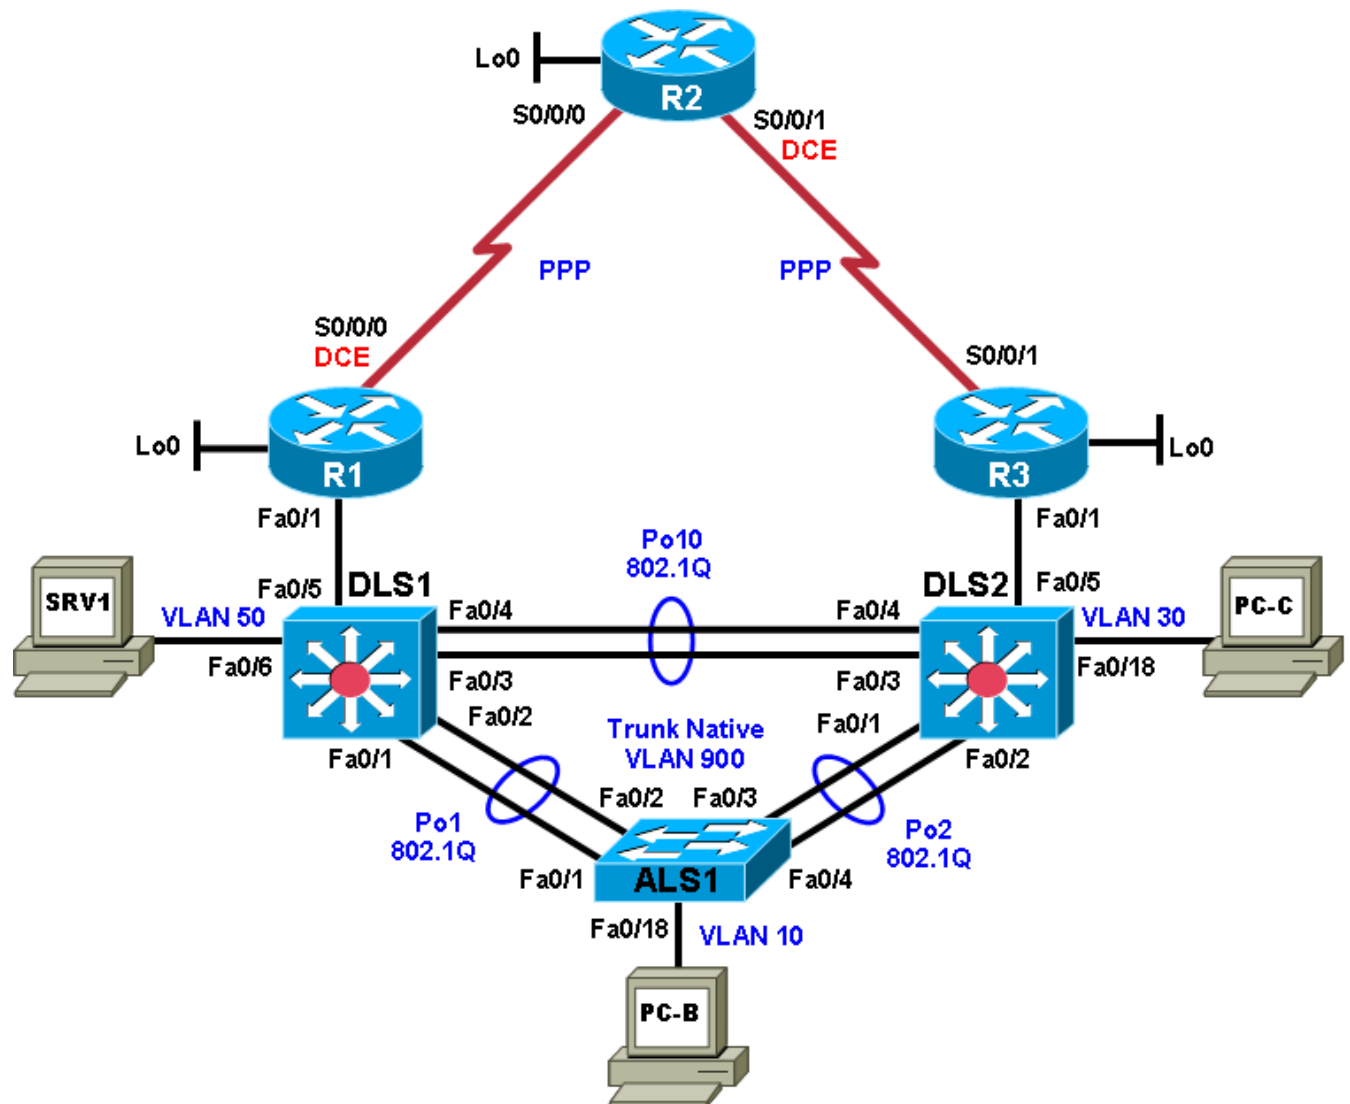 Lo0
R2
S0/0/0
S0/0/1
DCE
PPP
PPP
S0/0/0
DCE
S0/0/1
Lo0
R1
R3
Lo0
Fa0/1
Fa0/1
SRV1
VLAN 50
Fa0/5
DLS1
Po10
802.1Q
DLS2
Fa0/5
VLAN 30
PC-C
Fa0/6
Fa0/4
Fa0/4
Fa0/18
Fa0/3
Fa0/3
Fa0/2
Fa0/1
Trunk Native
VLAN 900
Fa0/1
Fa0/2
Po1
802.1Q
Fa0/2
Fa0/3
Po2
802.1Q
Fa0/1
ALS1
Fa0/4
Fa0/18
VLAN 10
PC-B